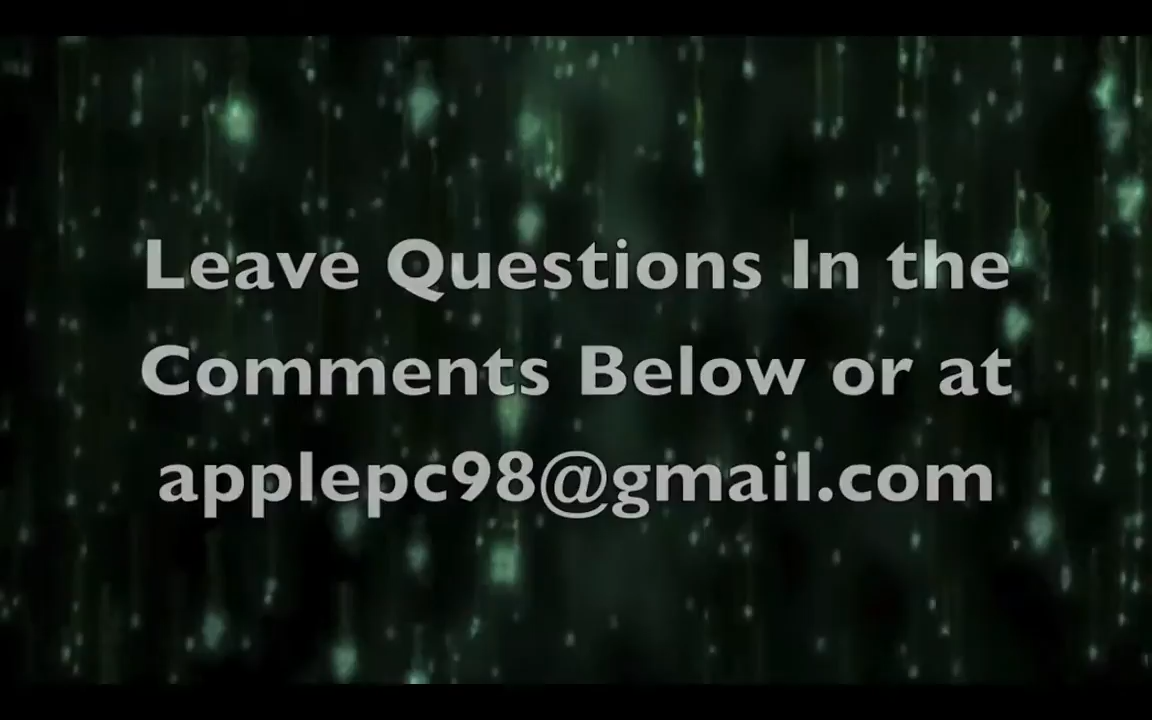 Leave Questions In the
Comments Below or at
applepc98@gmail.com